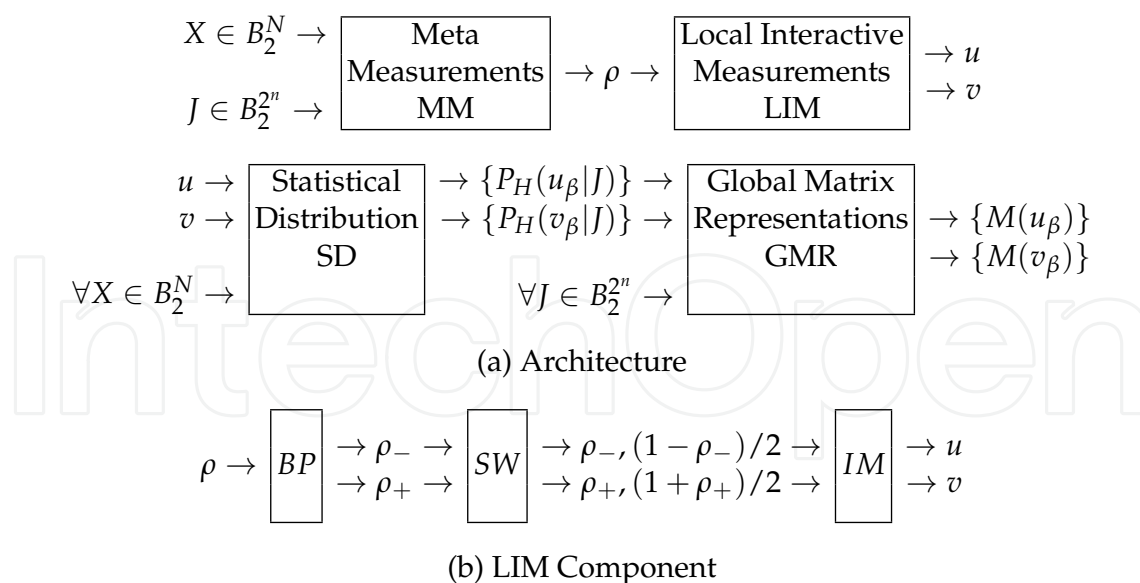 X ∈ B_2^N → Meta Local Interactive → u
Measurements → ρ → Measurements → v
J ∈ B_2^{2^n} → MM LIM
u → Statistical → {P_H(u_β|J)} → Global Matrix
v → Distribution → {P_H(v_β|J)} → Representations → {M(u_β)}
SD GMR → {M(v_β)}
∀X ∈ B_2^N → ∀J ∈ B_2^{2^n} →
(a) Architecture
ρ → BP → ρ_- → SW → ρ_-, (1 − ρ_-)/2 → IM → u
→ ρ_+ → → ρ_+, (1 + ρ_+)/2 → → v
(b) LIM Component
IntechOpen